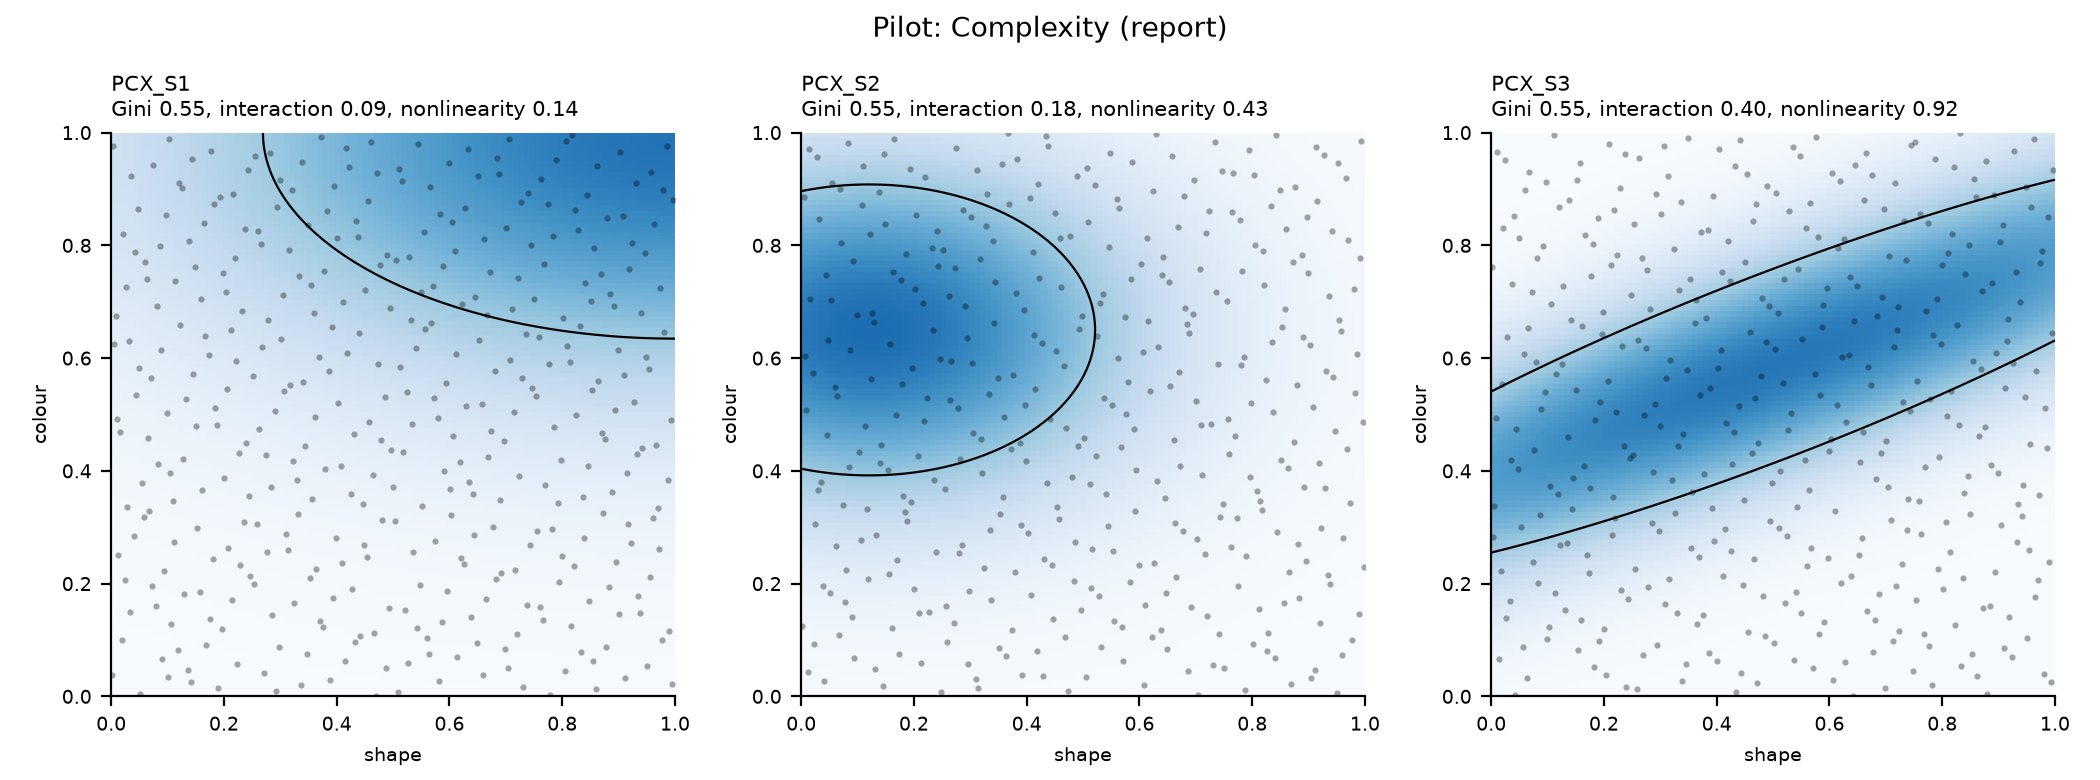 Pilot: Complexity (report)
PCX_S1
Gini 0.55, interaction 0.09, nonlinearity 0.14
1.0
0.8
0.6
0.4
0.2
0.0
colour
0.0 0.2 0.4 0.6 0.8 1.0
shape
PCX_S2
Gini 0.55, interaction 0.18, nonlinearity 0.43
1.0
0.8
0.6
0.4
0.2
0.0
colour
0.0 0.2 0.4 0.6 0.8 1.0
shape
PCX_S3
Gini 0.55, interaction 0.40, nonlinearity 0.92
1.0
0.8
0.6
0.4
0.2
0.0
colour
0.0 0.2 0.4 0.6 0.8 1.0
shape